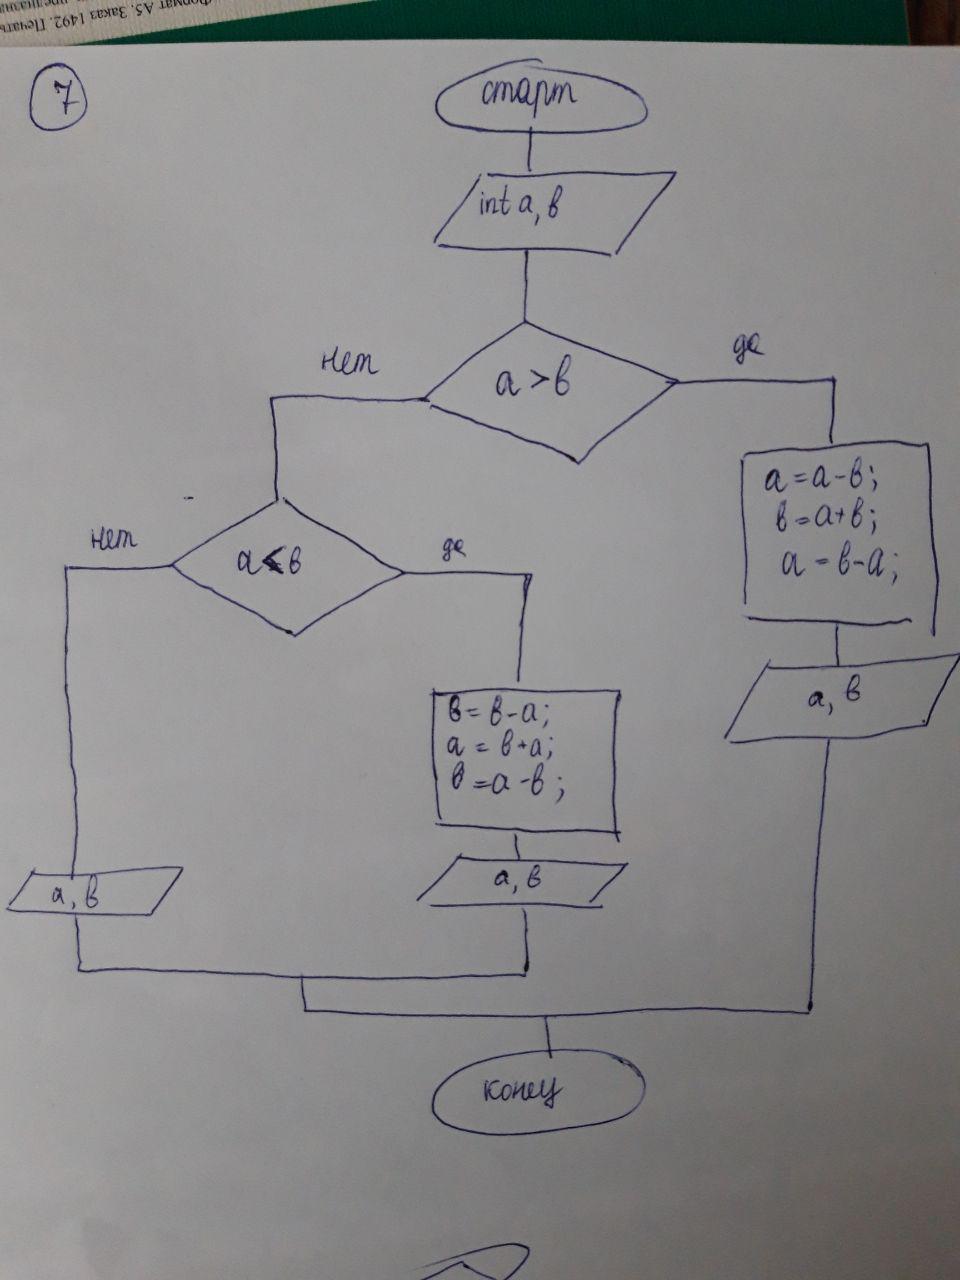 Формат А5. Заказ 1492. Печать
7
старт
int a, в
a > в
нет
да
a < в
нет
да
a = a - в;
в = a + в;
a = в - a;
a, в
в = в - a;
a = в + a;
в = a - в;
a, в
a, в
конец